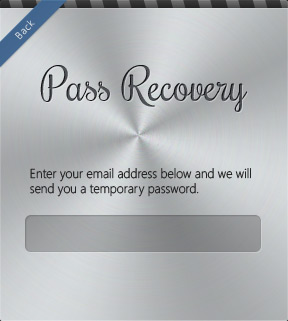 Back
Pass Recovery
Enter your email address below and we will
send you a temporary password.